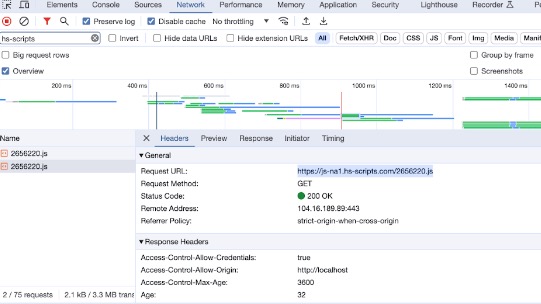 Elements Console Sources Network Performance Memory Application Security Lighthouse Recorder
Preserve log Disable cache No throttling
hs-scripts Invert Hide data URLs Hide extension URLs All Fetch/XHR Doc CSS JS Font Img Media Manif
Big request rows Group by frame
Overview Screenshots
200 ms 400 ms 600 ms 800 ms 1000 ms 1200 ms 1400 ms
Name Headers Preview Response Initiator Timing
2656220.js
2656220.js
General
Request URL: https://js-na1.hs-scripts.com/2656220.js
Request Method: GET
Status Code: 200 OK
Remote Address: 104.16.189.89:443
Referrer Policy: strict-origin-when-cross-origin
Response Headers
Access-Control-Allow-Credentials: true
Access-Control-Allow-Origin: http://localhost
Access-Control-Max-Age: 3600
Age: 32
2 / 75 requests 2.1 kB / 3.3 MB trans